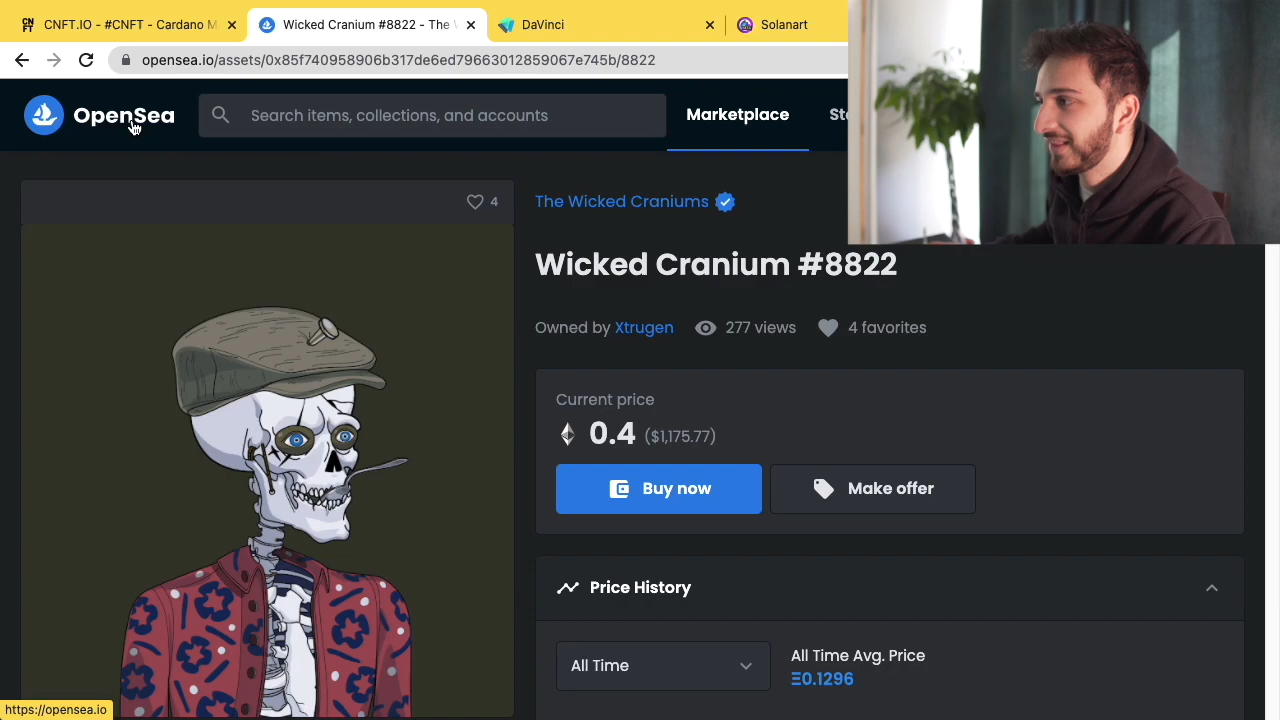 CNFT.IO - #CNFT - Cardano M
Wicked Cranium #8822 - The
DaVinci
Solanart
opensea.io/assets/0x85f740958906b317de6ed79663012859067e745b/8822
OpenSea
Search items, collections, and accounts
Marketplace
4
The Wicked Craniums
Wicked Cranium #8822
Owned by Xtrugen
277 views
4 favorites
Current price
0.4 ($1,175.77)
Buy now
Make offer
Price History
All Time
All Time Avg. Price
Ξ0.1296
https://opensea.io